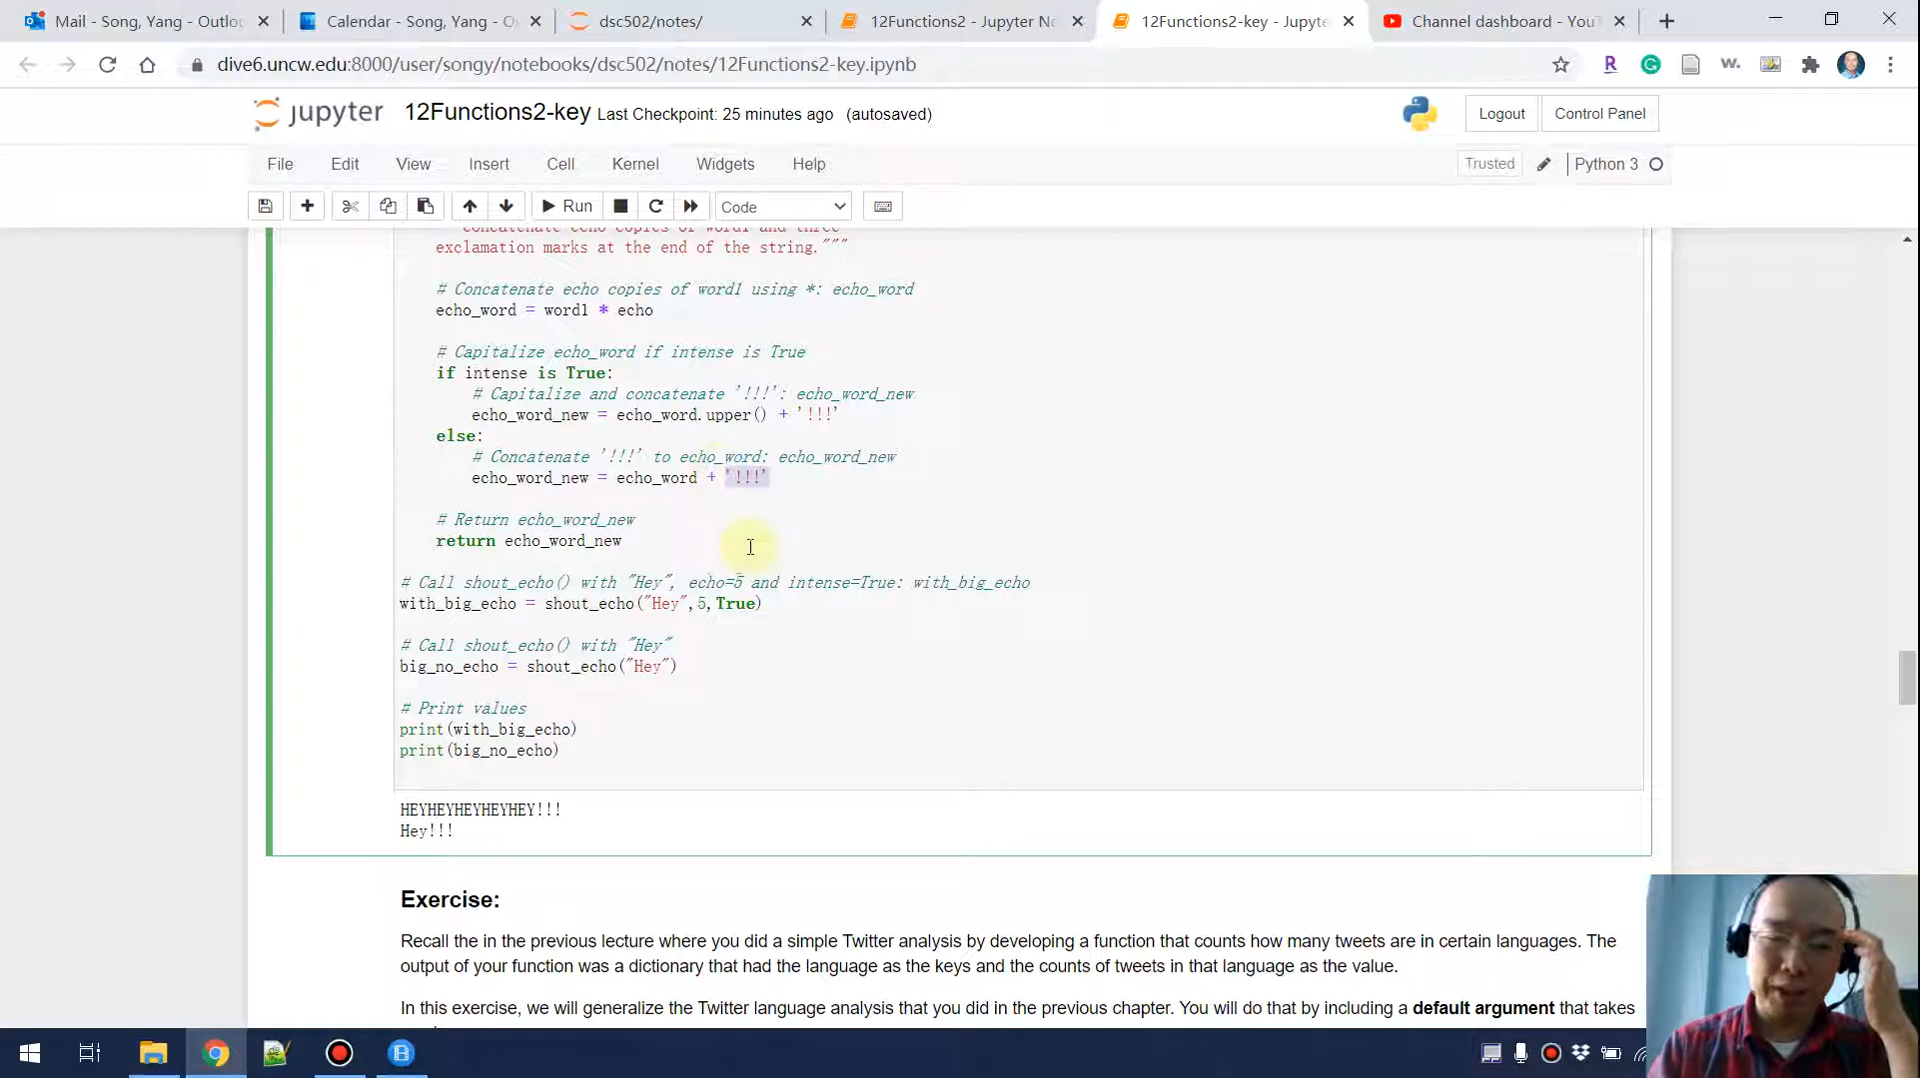 Mail - Song, Yang - Outlo
Calendar - Song, Yang - O
dsc502/notes/
12Functions2 - Jupyter No
12Functions2-key - Jupyte
Channel dashboard - YouT
dive6.uncw.edu:8000/user/songy/notebooks/dsc502/notes/12Functions2-key.ipynb
jupyter 12Functions2-key Last Checkpoint: 25 minutes ago (autosaved)
Logout
Control Panel
File Edit View Insert Cell Kernel Widgets Help
Trusted
Python 3
Run
Code
concatenate echo copies of word1 and three
exclamation marks at the end of the string."""
# Concatenate echo copies of word1 using *: echo_word
echo_word = word1 * echo
# Capitalize echo_word if intense is True
if intense is True:
# Capitalize and concatenate '!!!': echo_word_new
echo_word_new = echo_word.upper() + '!!!'
else:
# Concatenate '!!!' to echo_word: echo_word_new
echo_word_new = echo_word + '!!!'
# Return echo_word_new
return echo_word_new
# Call shout_echo() with "Hey", echo=5 and intense=True: with_big_echo
with_big_echo = shout_echo("Hey",5,True)
# Call shout_echo() with "Hey"
big_no_echo = shout_echo("Hey")
# Print values
print(with_big_echo)
print(big_no_echo)
HEYHEYHEYHEYHEY!!!
Hey!!!
Exercise:
Recall the in the previous lecture where you did a simple Twitter analysis by developing a function that counts how many tweets are in certain languages. The
output of your function was a dictionary that had the language as the keys and the counts of tweets in that language as the value.
In this exercise, we will generalize the Twitter language analysis that you did in the previous chapter. You will do that by including a default argument that takes